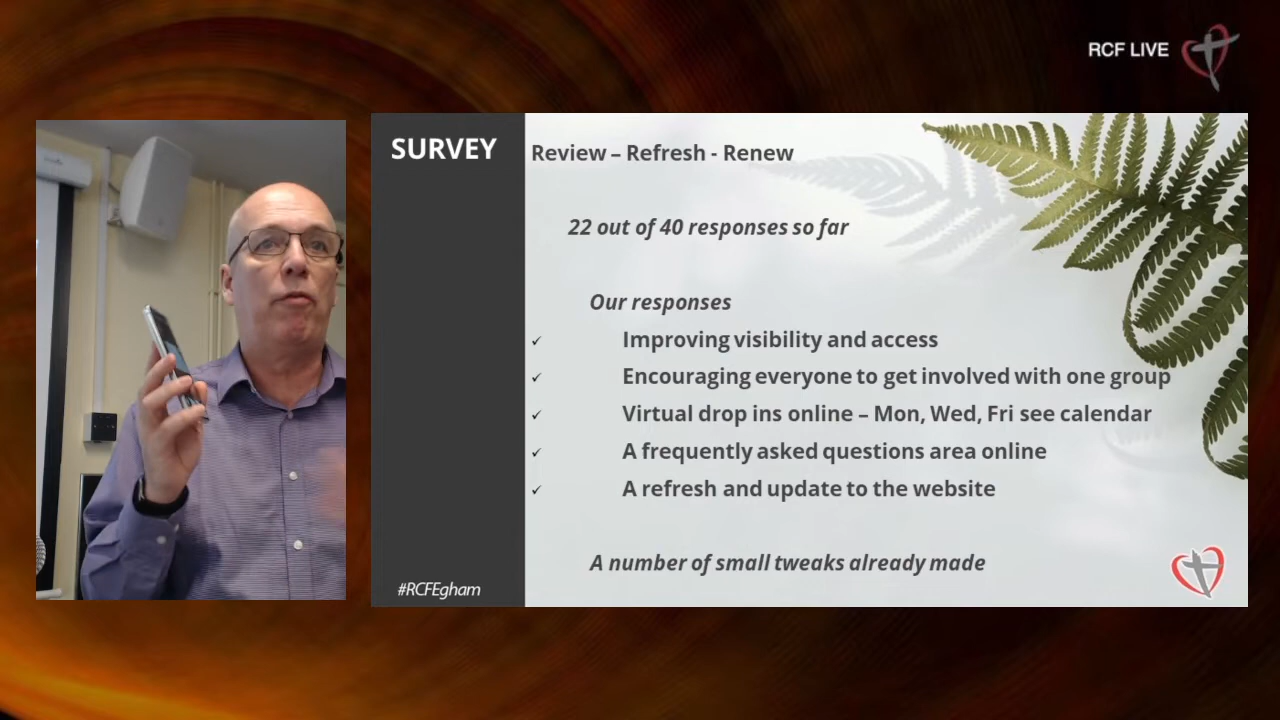 RCF LIVE
SURVEY
Review – Refresh - Renew
22 out of 40 responses so far
Our responses
✓ Improving visibility and access
✓ Encouraging everyone to get involved with one group
✓ Virtual drop ins online – Mon, Wed, Fri see calendar
✓ A frequently asked questions area online
✓ A refresh and update to the website
A number of small tweaks already made
#RCFEgham